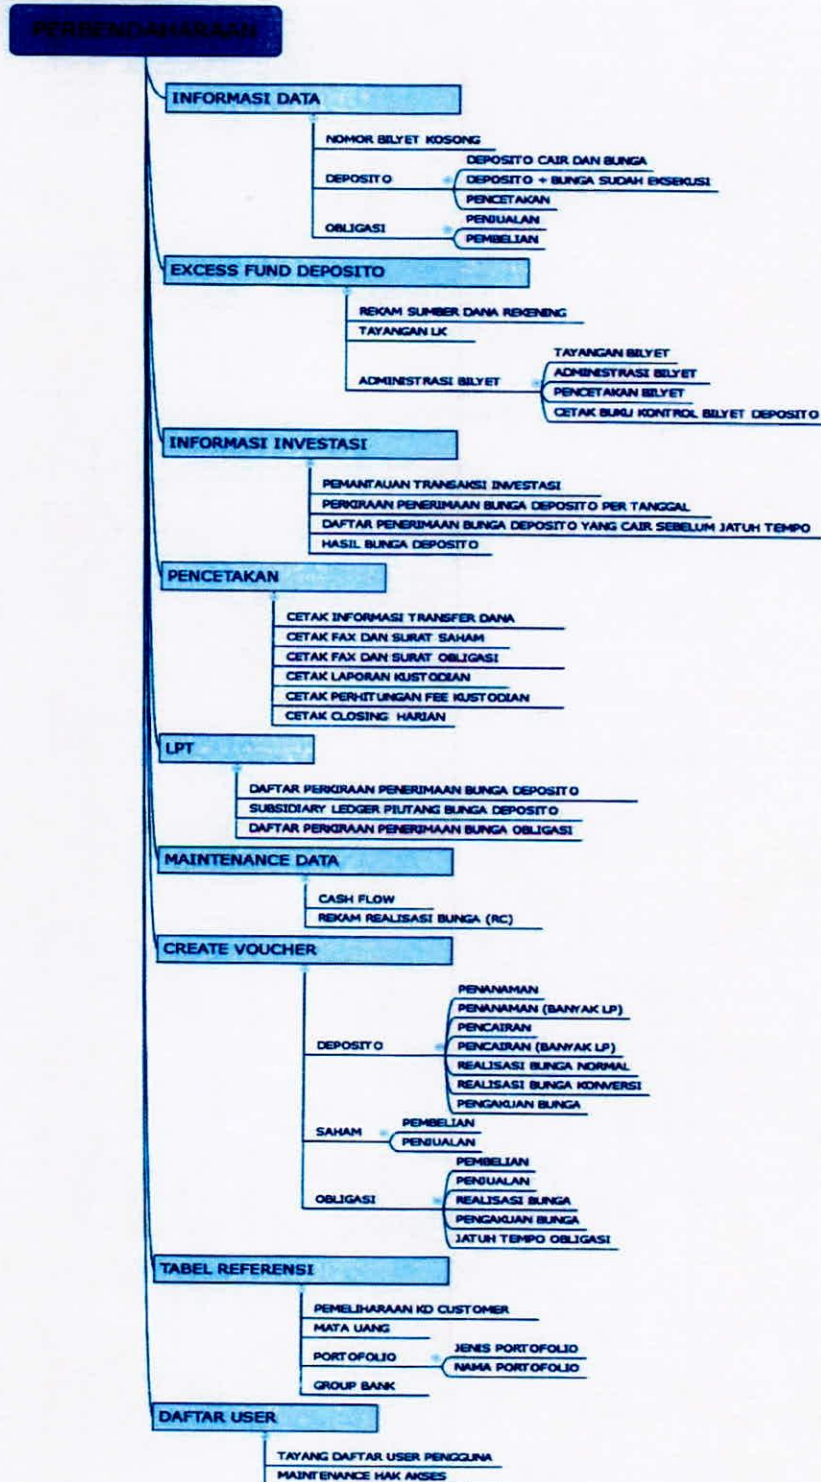 PERBENDAHARAAN
INFORMASI DATA
NOMOR BILYET KOSONG
DEPOSITO
DEPOSITO CAIR DAN BUNGA
DEPOSITO + BUNGA SUDAH EKSEKUSI
PENCETAKAN
OBLIGASI
PENJUALAN
PEMBELIAN
EXCESS FUND DEPOSITO
REKAM SUMBER DANA REKENING
TAYANGAN LK
ADMINISTRASI BILYET
TAYANGAN BILYET
ADMINISTRASI BILYET
PENCETAKAN BILYET
CETAK BUKU KONTROL BILYET DEPOSITO
INFORMASI INVESTASI
PEMANTAUAN TRANSAKSI INVESTASI
PERKIRAAN PENERIMAAN BUNGA DEPOSITO PER TANGGAL
DAFTAR PENERIMAAN BUNGA DEPOSITO YANG CAIR SEBELUM JATUH TEMPO
HASIL BUNGA DEPOSITO
PENCETAKAN
CETAK INFORMASI TRANSFER DANA
CETAK FAX DAN SURAT SAHAM
CETAK FAX DAN SURAT OBLIGASI
CETAK LAPORAN KUSTODIAN
CETAK PERHITUNGAN FEE KUSTODIAN
CETAK CLOSING HARIAN
LPT
DAFTAR PERKIRAAN PENERIMAAN BUNGA DEPOSITO
SUBSIDIARY LEDGER PIUTANG BUNGA DEPOSITO
DAFTAR PERKIRAAN PENERIMAAN BUNGA OBLIGASI
MAINTENANCE DATA
CASH FLOW
REKAM REALISASI BUNGA (RC)
CREATE VOUCHER
DEPOSITO
PENANAMAN
PENANAMAN (BANYAK LP)
PENCAIRAN
PENCAIRAN (BANYAK LP)
REALISASI BUNGA NORMAL
REALISASI BUNGA KONVERSI
PENGAKUAN BUNGA
SAHAM
PEMBELIAN
PENJUALAN
OBLIGASI
PEMBELIAN
PENJUALAN
REALISASI BUNGA
PENGAKUAN BUNGA
JATUH TEMPO OBLIGASI
TABEL REFERENSI
PEMELIHARAAN KD CUSTOMER
MATA UANG
PORTOFOLIO
JENIS PORTOFOLIO
NAMA PORTOFOLIO
GROUP BANK
DAFTAR USER
TAYANG DAFTAR USER PENGGUNA
MAINTENANCE HAK AKSES